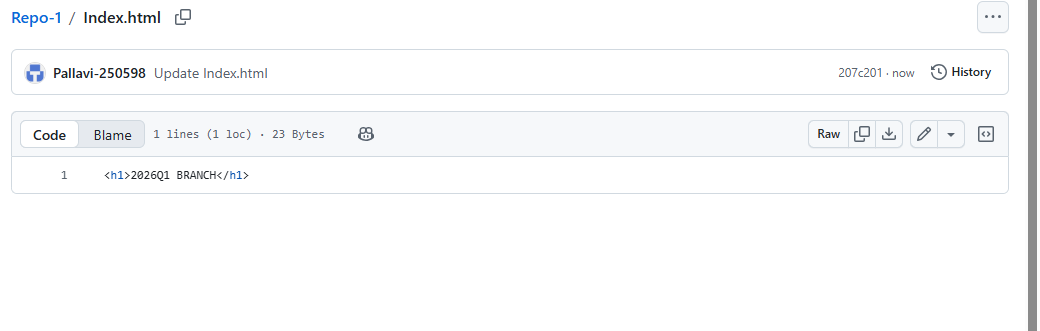 Repo-1 / Index.html
Pallavi-250598 Update Index.html 207c201 · now History
Code Blame 1 lines (1 loc) · 23 Bytes Raw
1 <h1>2026Q1 BRANCH</h1>